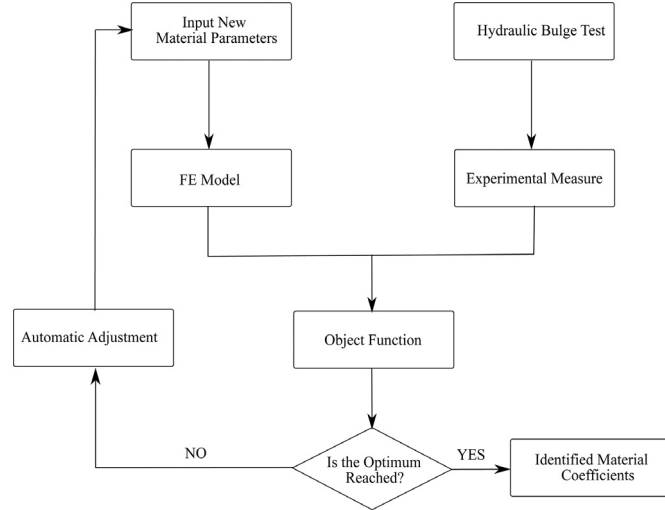 Input New
Material Parameters
Hydraulic Bulge Test
FE Model
Experimental Measure
Automatic Adjustment
Object Function
NO
Is the Optimum
Reached?
YES
Identified Material
Coefficients